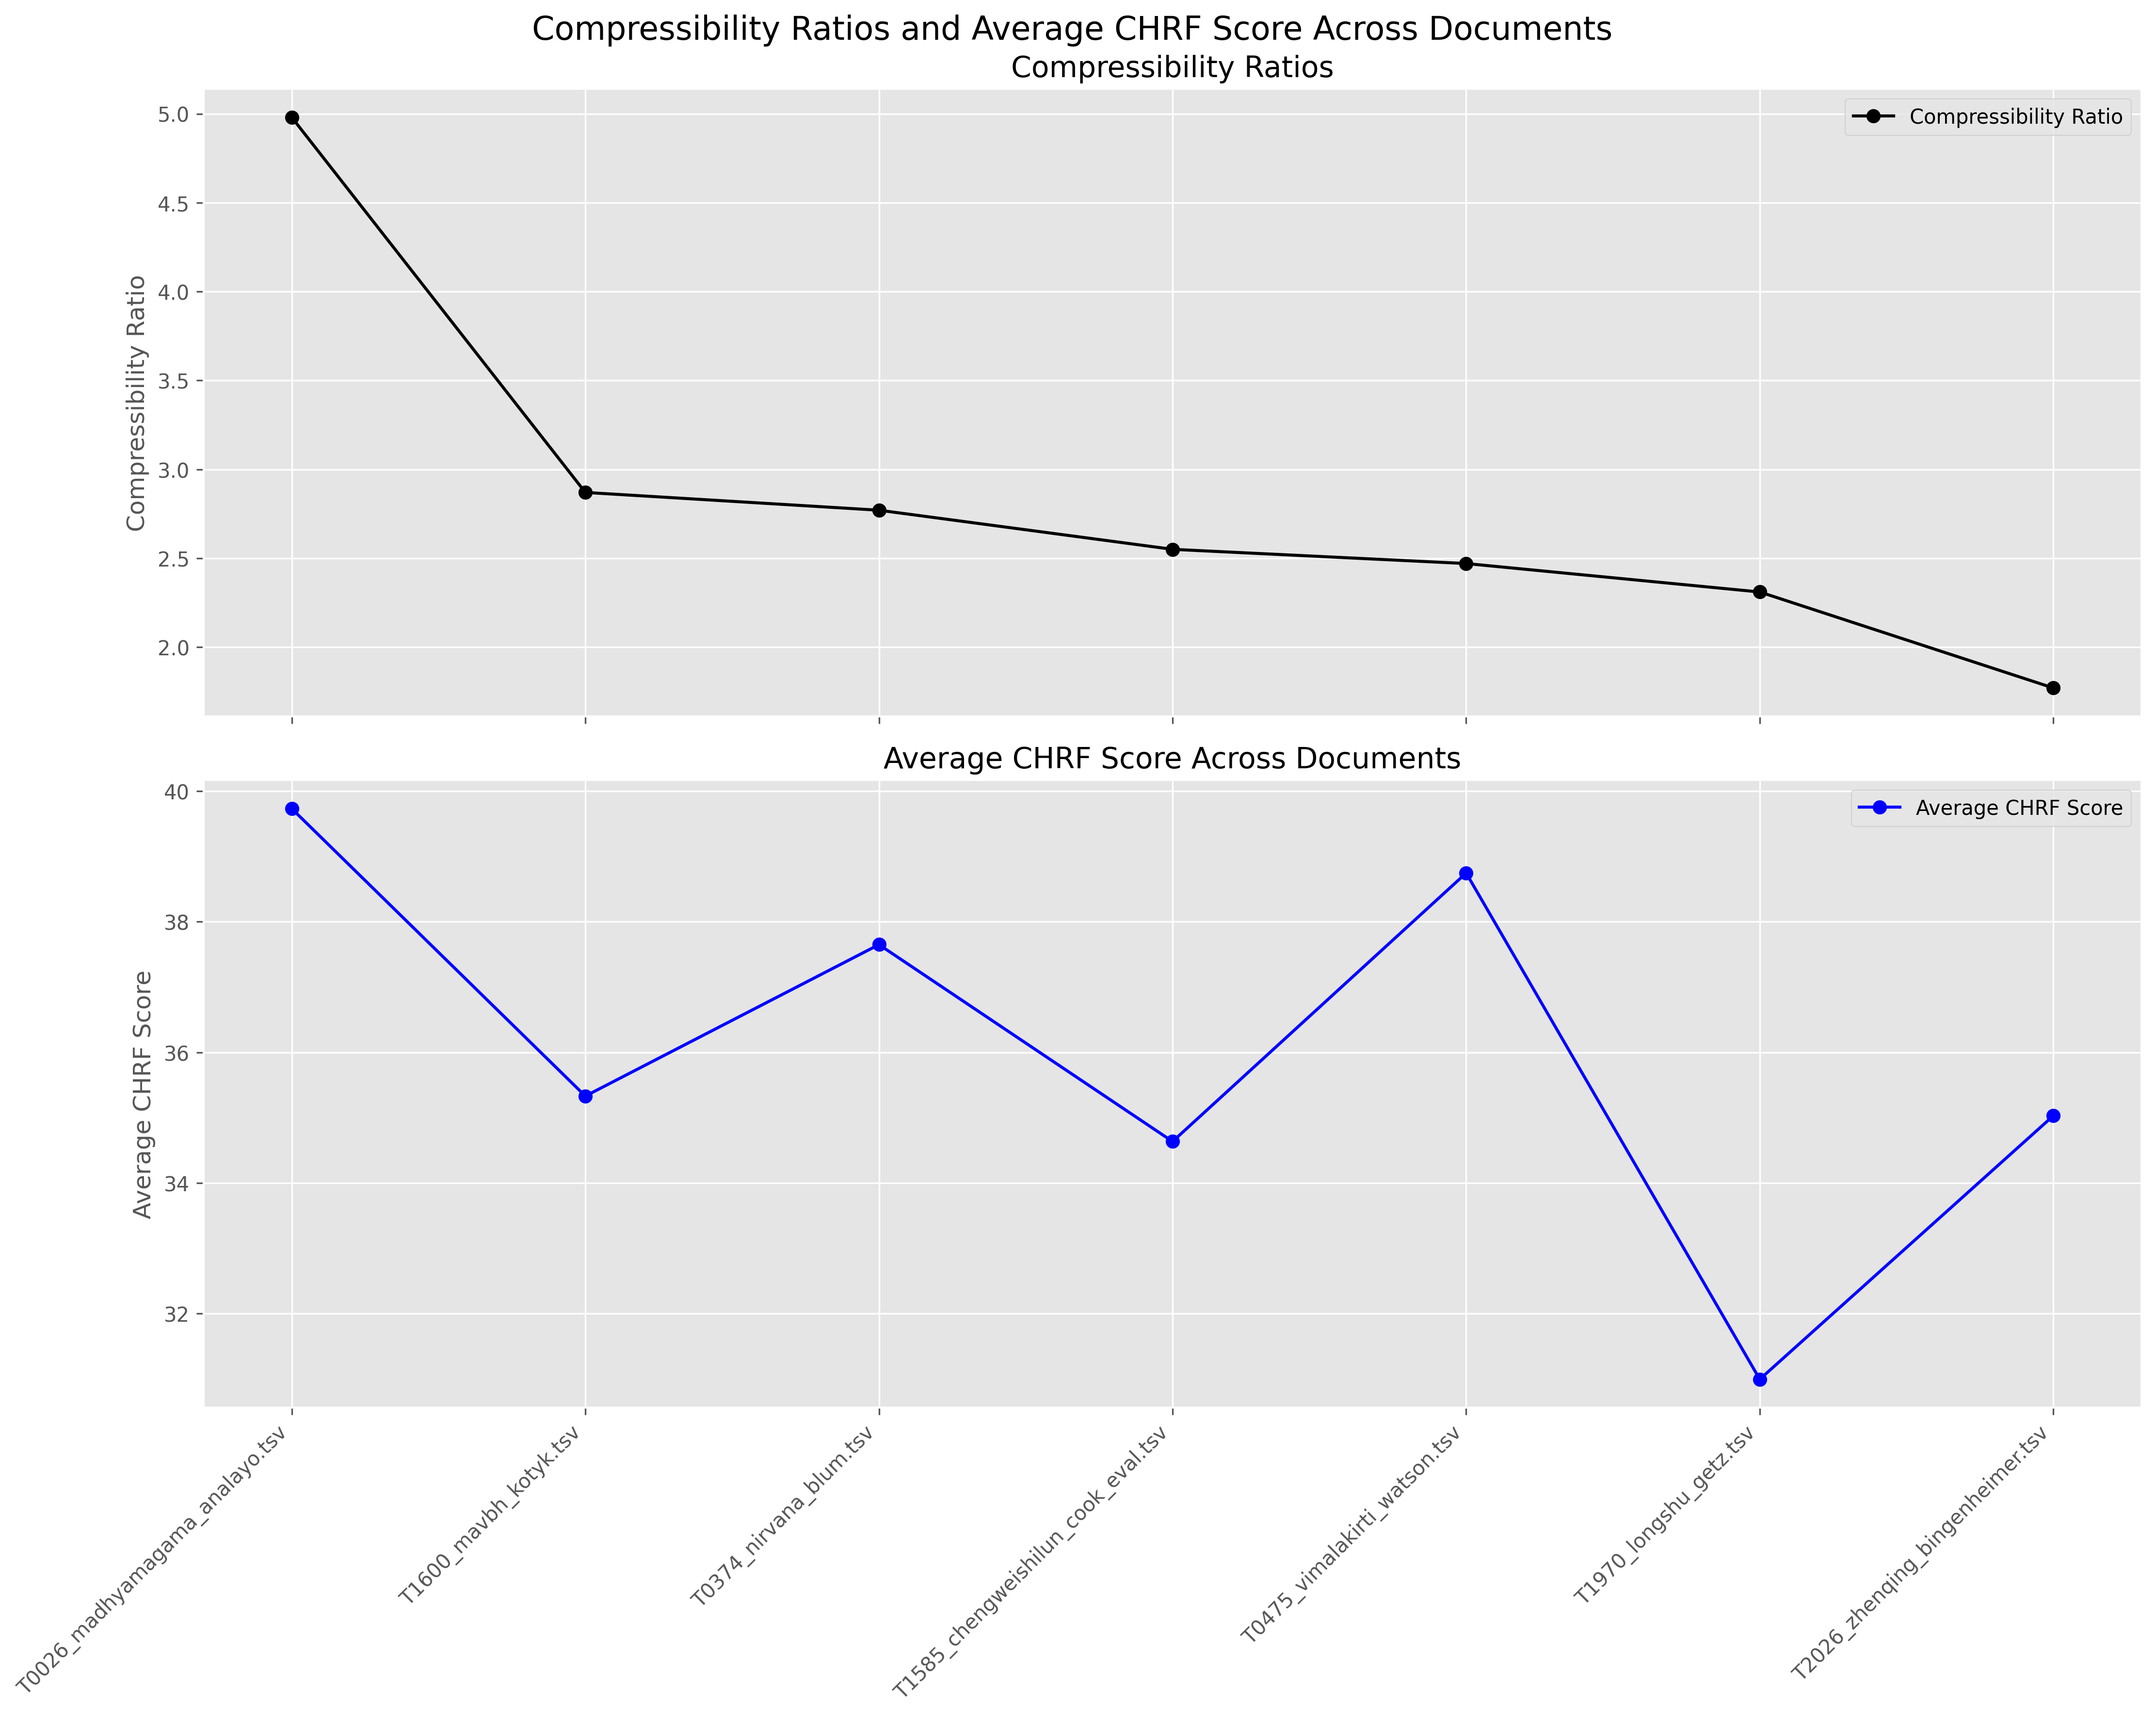 Compressibility Ratios and Average CHRF Score Across Documents
Compressibility Ratios
Compressibility Ratio
5.0
4.5
4.0
3.5
3.0
2.5
2.0
Compressibility Ratio
Average CHRF Score Across Documents
Average CHRF Score
40
38
36
34
32
Average CHRF Score
T0026_madhyamagama_analayo.tsv
T1600_mavbh_kotyk.tsv
T0374_nirvana_blum.tsv
T1585_chengweishilun_cook_eval.tsv
T0475_vimalakirti_watson.tsv
T1970_longshu_getz.tsv
T2026_zhenqing_bingenheimer.tsv